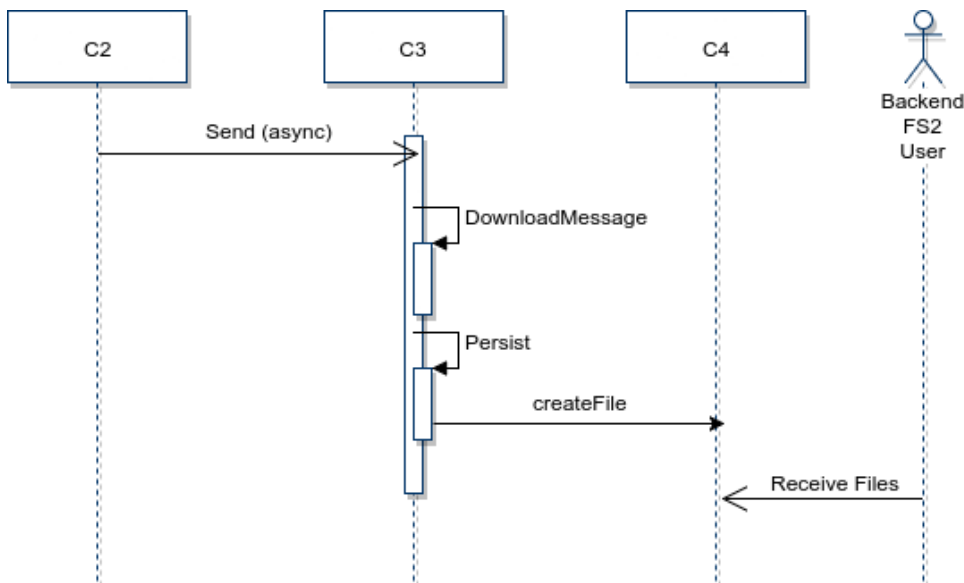 C2
C3
C4
Backend
FS2
User
Send (async)
DownloadMessage
Persist
createFile
Receive Files